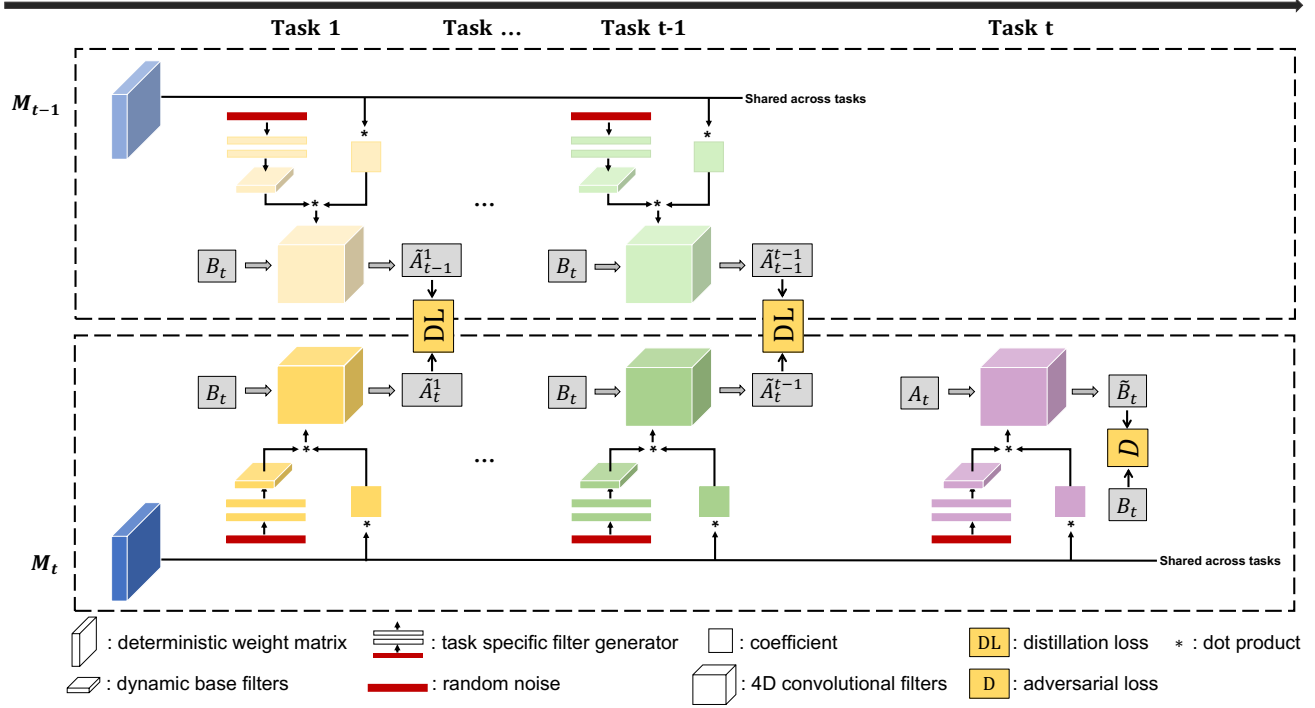 Task 1 Task ... Task t-1 Task t
M_{t-1}
Shared across tasks
* *
* ... *
B_t Ã^1_{t-1} B_t Ã^{t-1}_{t-1}
DL DL
B_t Ã^1_t B_t Ã^{t-1}_t A_t B̃_t
* ... * * D
* * * B_t
M_t
Shared across tasks
: deterministic weight matrix : task specific filter generator : coefficient DL : distillation loss * : dot product
: dynamic base filters : random noise : 4D convolutional filters D : adversarial loss